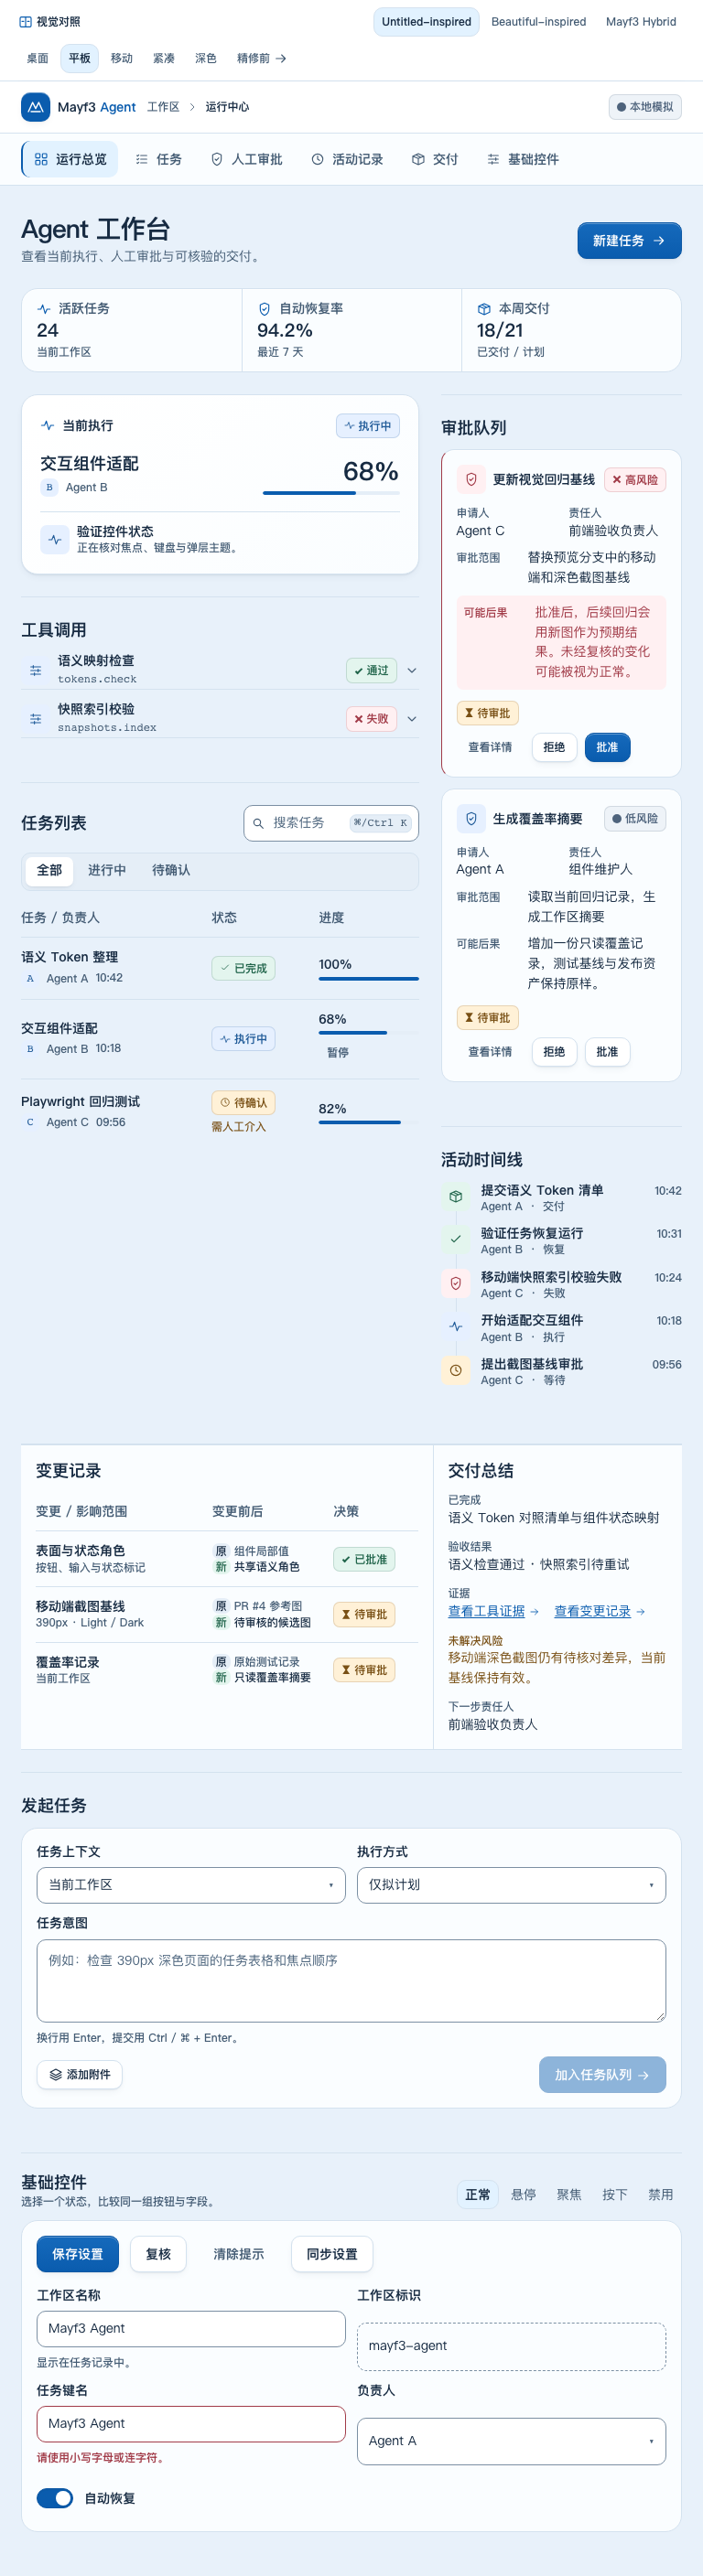 视觉对照
Untitled-inspired
Beautiful-inspired
Mayf3 Hybrid
桌面
平板
移动
紧凑
深色
精修前
Mayf3 Agent
工作区
运行中心
本地模拟
运行总览
任务
人工审批
活动记录
交付
基础控件
Agent 工作台
查看当前执行、人工审批与可核验的交付。
新建任务
活跃任务
24
当前工作区
自动恢复率
94.2%
最近 7 天
本周交付
18/21
已交付 / 计划
当前执行
执行中
交互组件适配
B Agent B
68%
验证控件状态
正在核对焦点、键盘与弹层主题。
工具调用
语义映射检查
tokens.check
通过
快照索引校验
snapshots.index
失败
任务列表
搜索任务
⌘/Ctrl K
全部
进行中
待确认
任务 / 负责人
状态
进度
语义 Token 整理
A Agent A 10:42
已完成
100%
交互组件适配
B Agent B 10:18
执行中
68%
暂停
Playwright 回归测试
C Agent C 09:56
待确认
需人工介入
82%
审批队列
更新视觉回归基线
高风险
申请人
Agent C
责任人
前端验收负责人
审批范围
替换预览分支中的移动
端和深色截图基线
可能后果
批准后，后续回归会
用新图作为预期结
果。未经复核的变化
可能被视为正常。
待审批
查看详情
拒绝
批准
生成覆盖率摘要
低风险
申请人
Agent A
责任人
组件维护人
审批范围
读取当前回归记录，生
成工作区摘要
可能后果
增加一份只读覆盖记
录，测试基线与发布资
产保持原样。
待审批
查看详情
拒绝
批准
活动时间线
提交语义 Token 清单
10:42
Agent A · 交付
验证任务恢复运行
10:31
Agent B · 恢复
移动端快照索引校验失败
10:24
Agent C · 失败
开始适配交互组件
10:18
Agent B · 执行
提出截图基线审批
09:56
Agent C · 等待
变更记录
变更 / 影响范围
变更前后
决策
表面与状态角色
按钮、输入与状态标记
原 组件局部值
新 共享语义角色
已批准
移动端截图基线
390px · Light / Dark
原 PR #4 参考图
新 待审核的候选图
待审批
覆盖率记录
当前工作区
原 原始测试记录
新 只读覆盖率摘要
待审批
交付总结
已完成
语义 Token 对照清单与组件状态映射
验收结果
语义检查通过 · 快照索引待重试
证据
查看工具证据
查看变更记录
未解决风险
移动端深色截图仍有待核对差异，当前
基线保持有效。
下一步责任人
前端验收负责人
发起任务
任务上下文
当前工作区
执行方式
仅拟计划
任务意图
例如：检查 390px 深色页面的任务表格和焦点顺序
换行用 Enter，提交用 Ctrl / ⌘ + Enter。
添加附件
加入任务队列
基础控件
选择一个状态，比较同一组按钮与字段。
正常
悬停
聚焦
按下
禁用
保存设置
复核
清除提示
同步设置
工作区名称
Mayf3 Agent
显示在任务记录中。
工作区标识
mayf3-agent
任务键名
Mayf3 Agent
请使用小写字母或连字符。
负责人
Agent A
自动恢复